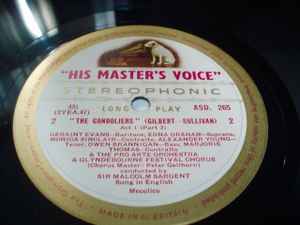 "HIS MASTER'S VOICE"
STEREOPHONIC
LONG PLAY
ASD. 265
2 "THE GONDOLIERS" (GILBERT - SULLIVAN) 2
Act 1 (Part 2)
GERAINT EVANS-Baritone, EDNA GRAHAM-Soprano,
MONICA SINCLAIR-Contralto, ALEXANDER YOUNG-
Tenor, OWEN BRANNIGAN-Bass, MARJORIE
THOMAS-Contralto
& THE PRO ARTE ORCHESTRA
& GLYNDEBOURNE FESTIVAL CHORUS
(Chorus Master: Peter Gellhorn)
conducted by
SIR MALCOLM SARGENT
Sung in English
Mecolico
MADE IN GT. BRITAIN